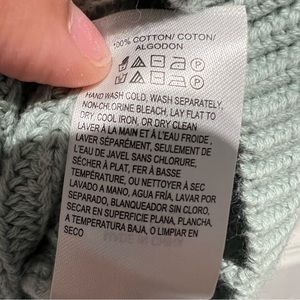 100% COTTON/ COTON/
ALGODON
HAND WASH COLD, WASH SEPARATELY,
NON-CHLORINE BLEACH, LAY FLAT TO
DRY, COOL IRON, OR DRY CLEAN
LAVER À LA MAIN ET À L'EAU FROIDE,
LAVER SÉPARÉMENT, SEULEMENT DE
L'EAU DE JAVEL SANS CHLORURE,
SÉCHER À PLAT, FER À BASSE
TEMPÉRATURE, OU NETTOYER À SEC
LAVADO A MANO, AGUA FRÍA, LAVAR POR
SEPARADO, BLANQUEADOR SIN CLORO,
SECAR EN SUPERFICIE PLANA, PLANCHA,
A TEMPERATURA BAJA, O LIMPIAR EN
SECO